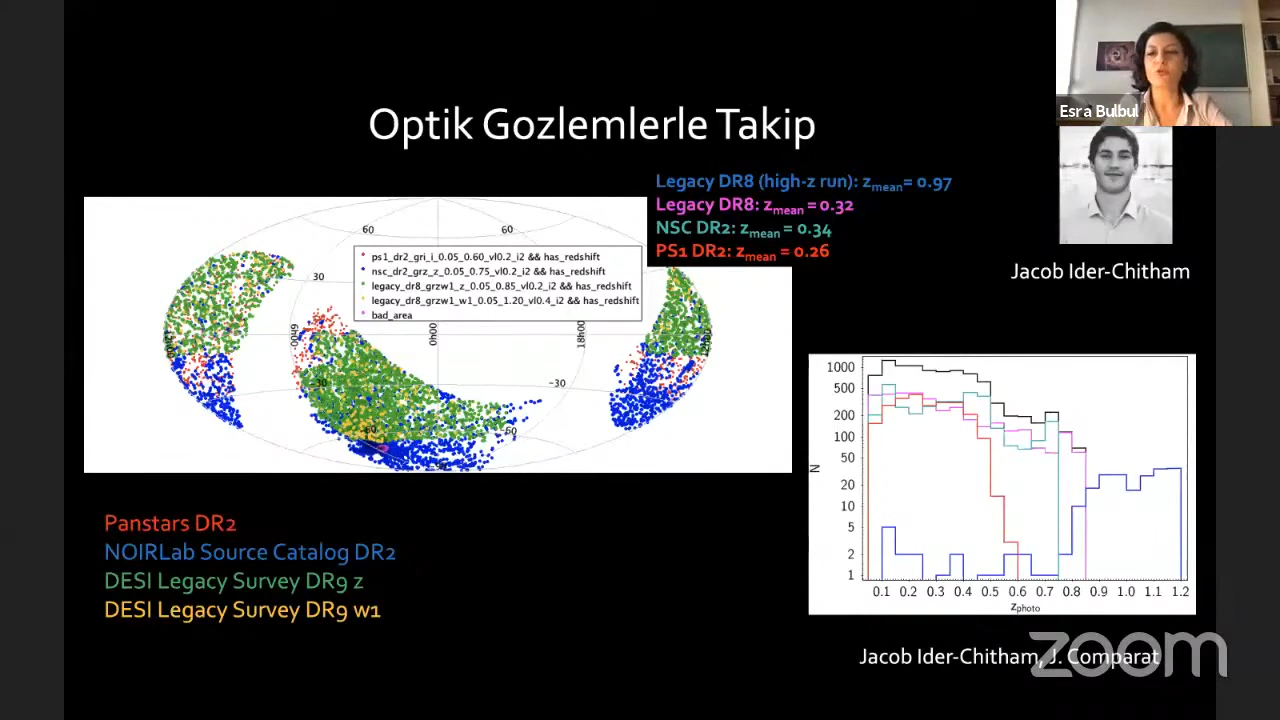 Esra Bulbul
Optik Gozlemlerle Takip
Legacy DR8 (high-z run): zmean= 0.97
Legacy DR8: zmean = 0.32
NSC DR2: zmean = 0.34
PS1 DR2: zmean = 0.26
Jacob Ider-Chitham
60 60
ps1_dr2_gri_i_0.05_0.60_vl0.2_i2 && has_redshift
nsc_dr2_grz_z_0.05_0.75_vl0.2_i2 && has_redshift
legacy_dr8_grzw1_z_0.05_0.85_vl0.2_i2 && has_redshift
legacy_dr8_grzw1_w1_0.05_1.20_vl0.4_i2 && has_redshift
bad_area
30
0h00
18h00
-30 -30
1000
500
200
100
50
20
10
5
2
1
N
0.1 0.2 0.3 0.4 0.5 0.6 0.7 0.8 0.9 1.0 1.1 1.2
zphoto
Panstars DR2
NOIRLab Source Catalog DR2
DESI Legacy Survey DR9 z
DESI Legacy Survey DR9 w1
Jacob Ider-Chitham, J. Comparat
zoom